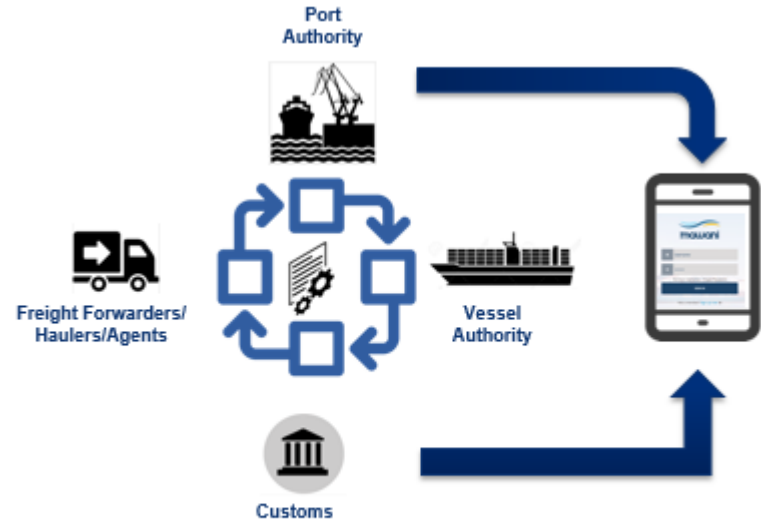 Port
Authority
mawani
Freight Forwarders/
Haulers/Agents
Vessel
Authority
Customs